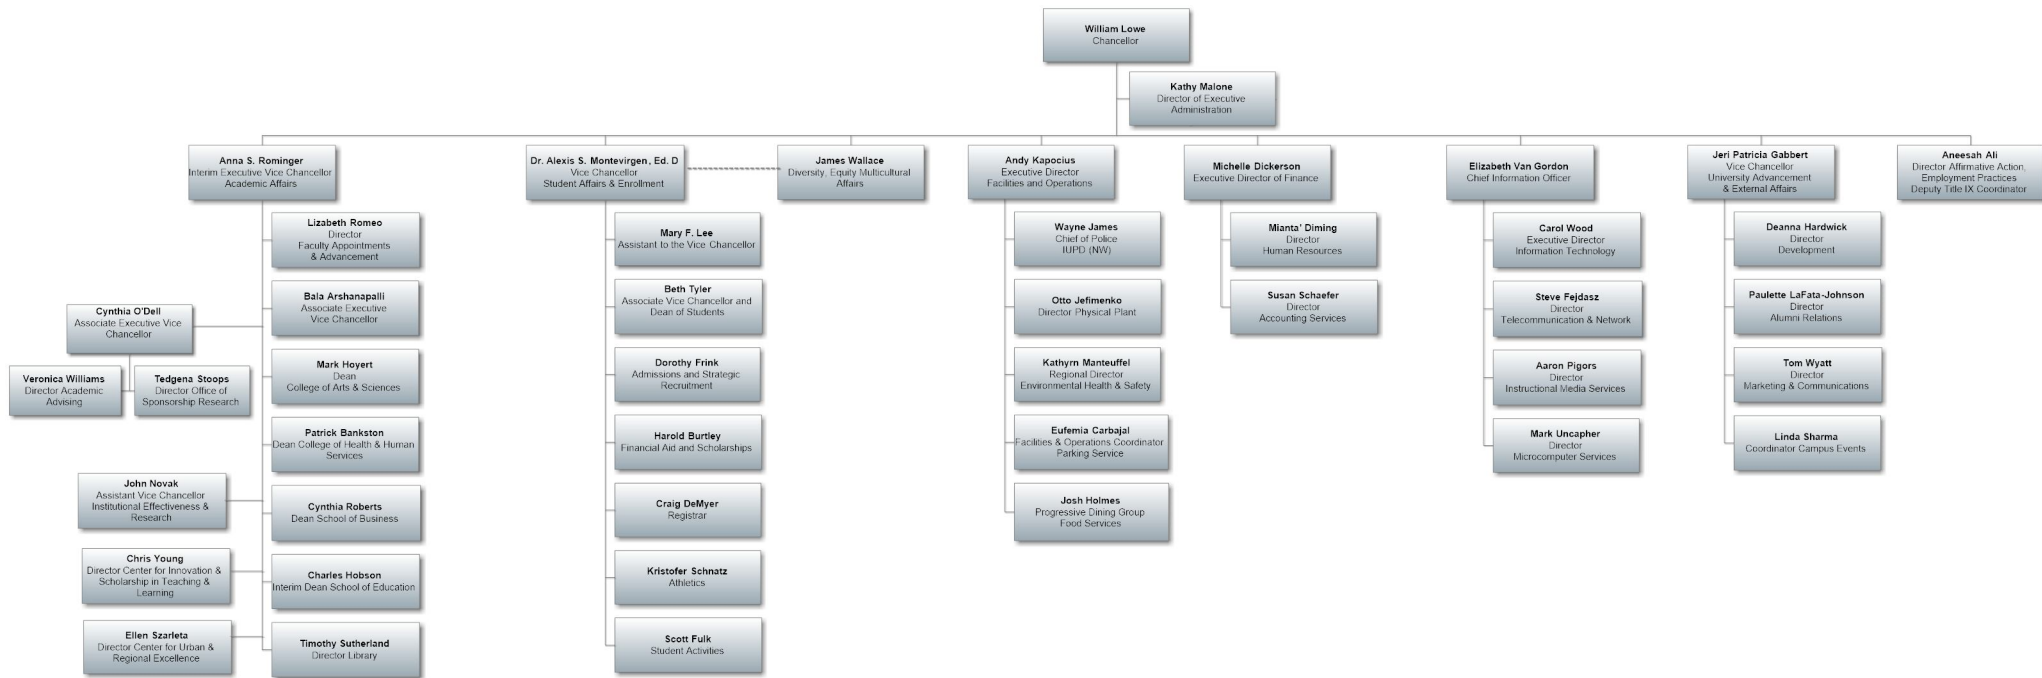 William Lowe
Chancellor
Kathy Malone
Director of Executive
Administration
Anna S. Rominger
Interim Executive Vice Chancellor
Academic Affairs
Dr. Alexis S. Montevirgen, Ed. D
Vice Chancellor
Student Affairs & Enrollment
James Wallace
Diversity, Equity Multicultural
Affairs
Andy Kapocius
Executive Director
Facilities and Operations
Michelle Dickerson
Executive Director of Finance
Elizabeth Van Gordon
Chief Information Officer
Jeri Patricia Gabbert
Vice Chancellor
University Advancement
& External Affairs
Aneesah Ali
Director Affirmative Action,
Employment Practices
Deputy Title IX Coordinator
Lizabeth Romeo
Director
Faculty Appointments
& Advancement
Bala Arshanapalli
Associate Executive
Vice Chancellor
Cynthia O'Dell
Associate Executive Vice
Chancellor
Veronica Williams
Director Academic
Advising
Tedgena Stoops
Director Office of
Sponsorship Research
Mark Hoyert
Dean
College of Arts & Sciences
Patrick Bankston
Dean College of Health & Human
Services
John Novak
Assistant Vice Chancellor
Institutional Effectiveness &
Research
Cynthia Roberts
Dean School of Business
Chris Young
Director Center for Innovation &
Scholarship in Teaching &
Learning
Charles Hobson
Interim Dean School of Education
Ellen Szarleta
Director Center for Urban &
Regional Excellence
Timothy Sutherland
Director Library
Mary F. Lee
Assistant to the Vice Chancellor
Beth Tyler
Associate Vice Chancellor and
Dean of Students
Dorothy Frink
Admissions and Strategic
Recruitment
Harold Burtley
Financial Aid and Scholarships
Craig DeMyer
Registrar
Kristofer Schnatz
Athletics
Scott Fulk
Student Activities
Wayne James
Chief of Police
IUPD (NW)
Otto Jefimenko
Director Physical Plant
Kathyrn Manteuffel
Regional Director
Environmental Health & Safety
Eufemia Carbajal
Facilities & Operations Coordinator
Parking Service
Josh Holmes
Progressive Dining Group
Food Services
Mianta' Diming
Director
Human Resources
Susan Schaefer
Director
Accounting Services
Carol Wood
Executive Director
Information Technology
Steve Fejdasz
Director
Telecommunication & Network
Aaron Pigors
Director
Instructional Media Services
Mark Uncapher
Director
Microcomputer Services
Deanna Hardwick
Director
Development
Paulette LaFata-Johnson
Director
Alumni Relations
Tom Wyatt
Director
Marketing & Communications
Linda Sharma
Coordinator Campus Events